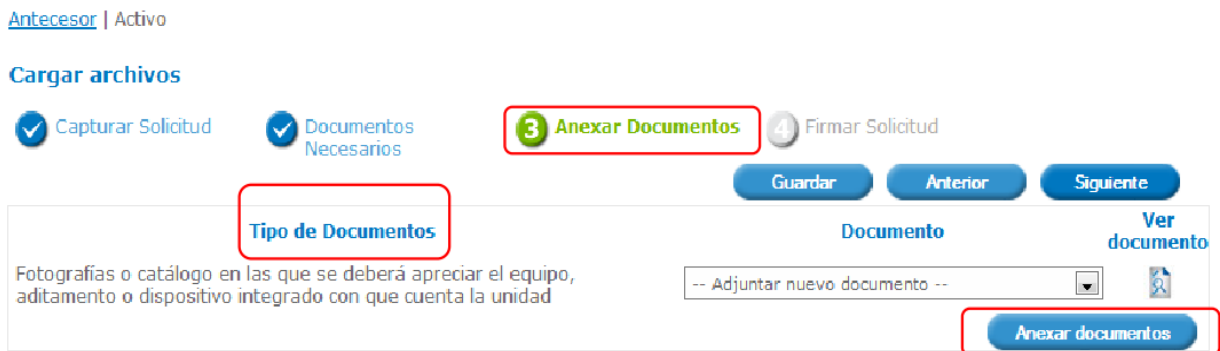 Antecesor | Activo
Cargar archivos
Capturar Solicitud
Documentos
Necesarios
3 Anexar Documentos
4 Firmar Solicitud
Guardar Anterior Siguiente
Tipo de Documentos Documento Ver
documento
Fotografías o catálogo en las que se deberá apreciar el equipo,
aditamento o dispositivo integrado con que cuenta la unidad
-- Adjuntar nuevo documento --
Anexar documentos